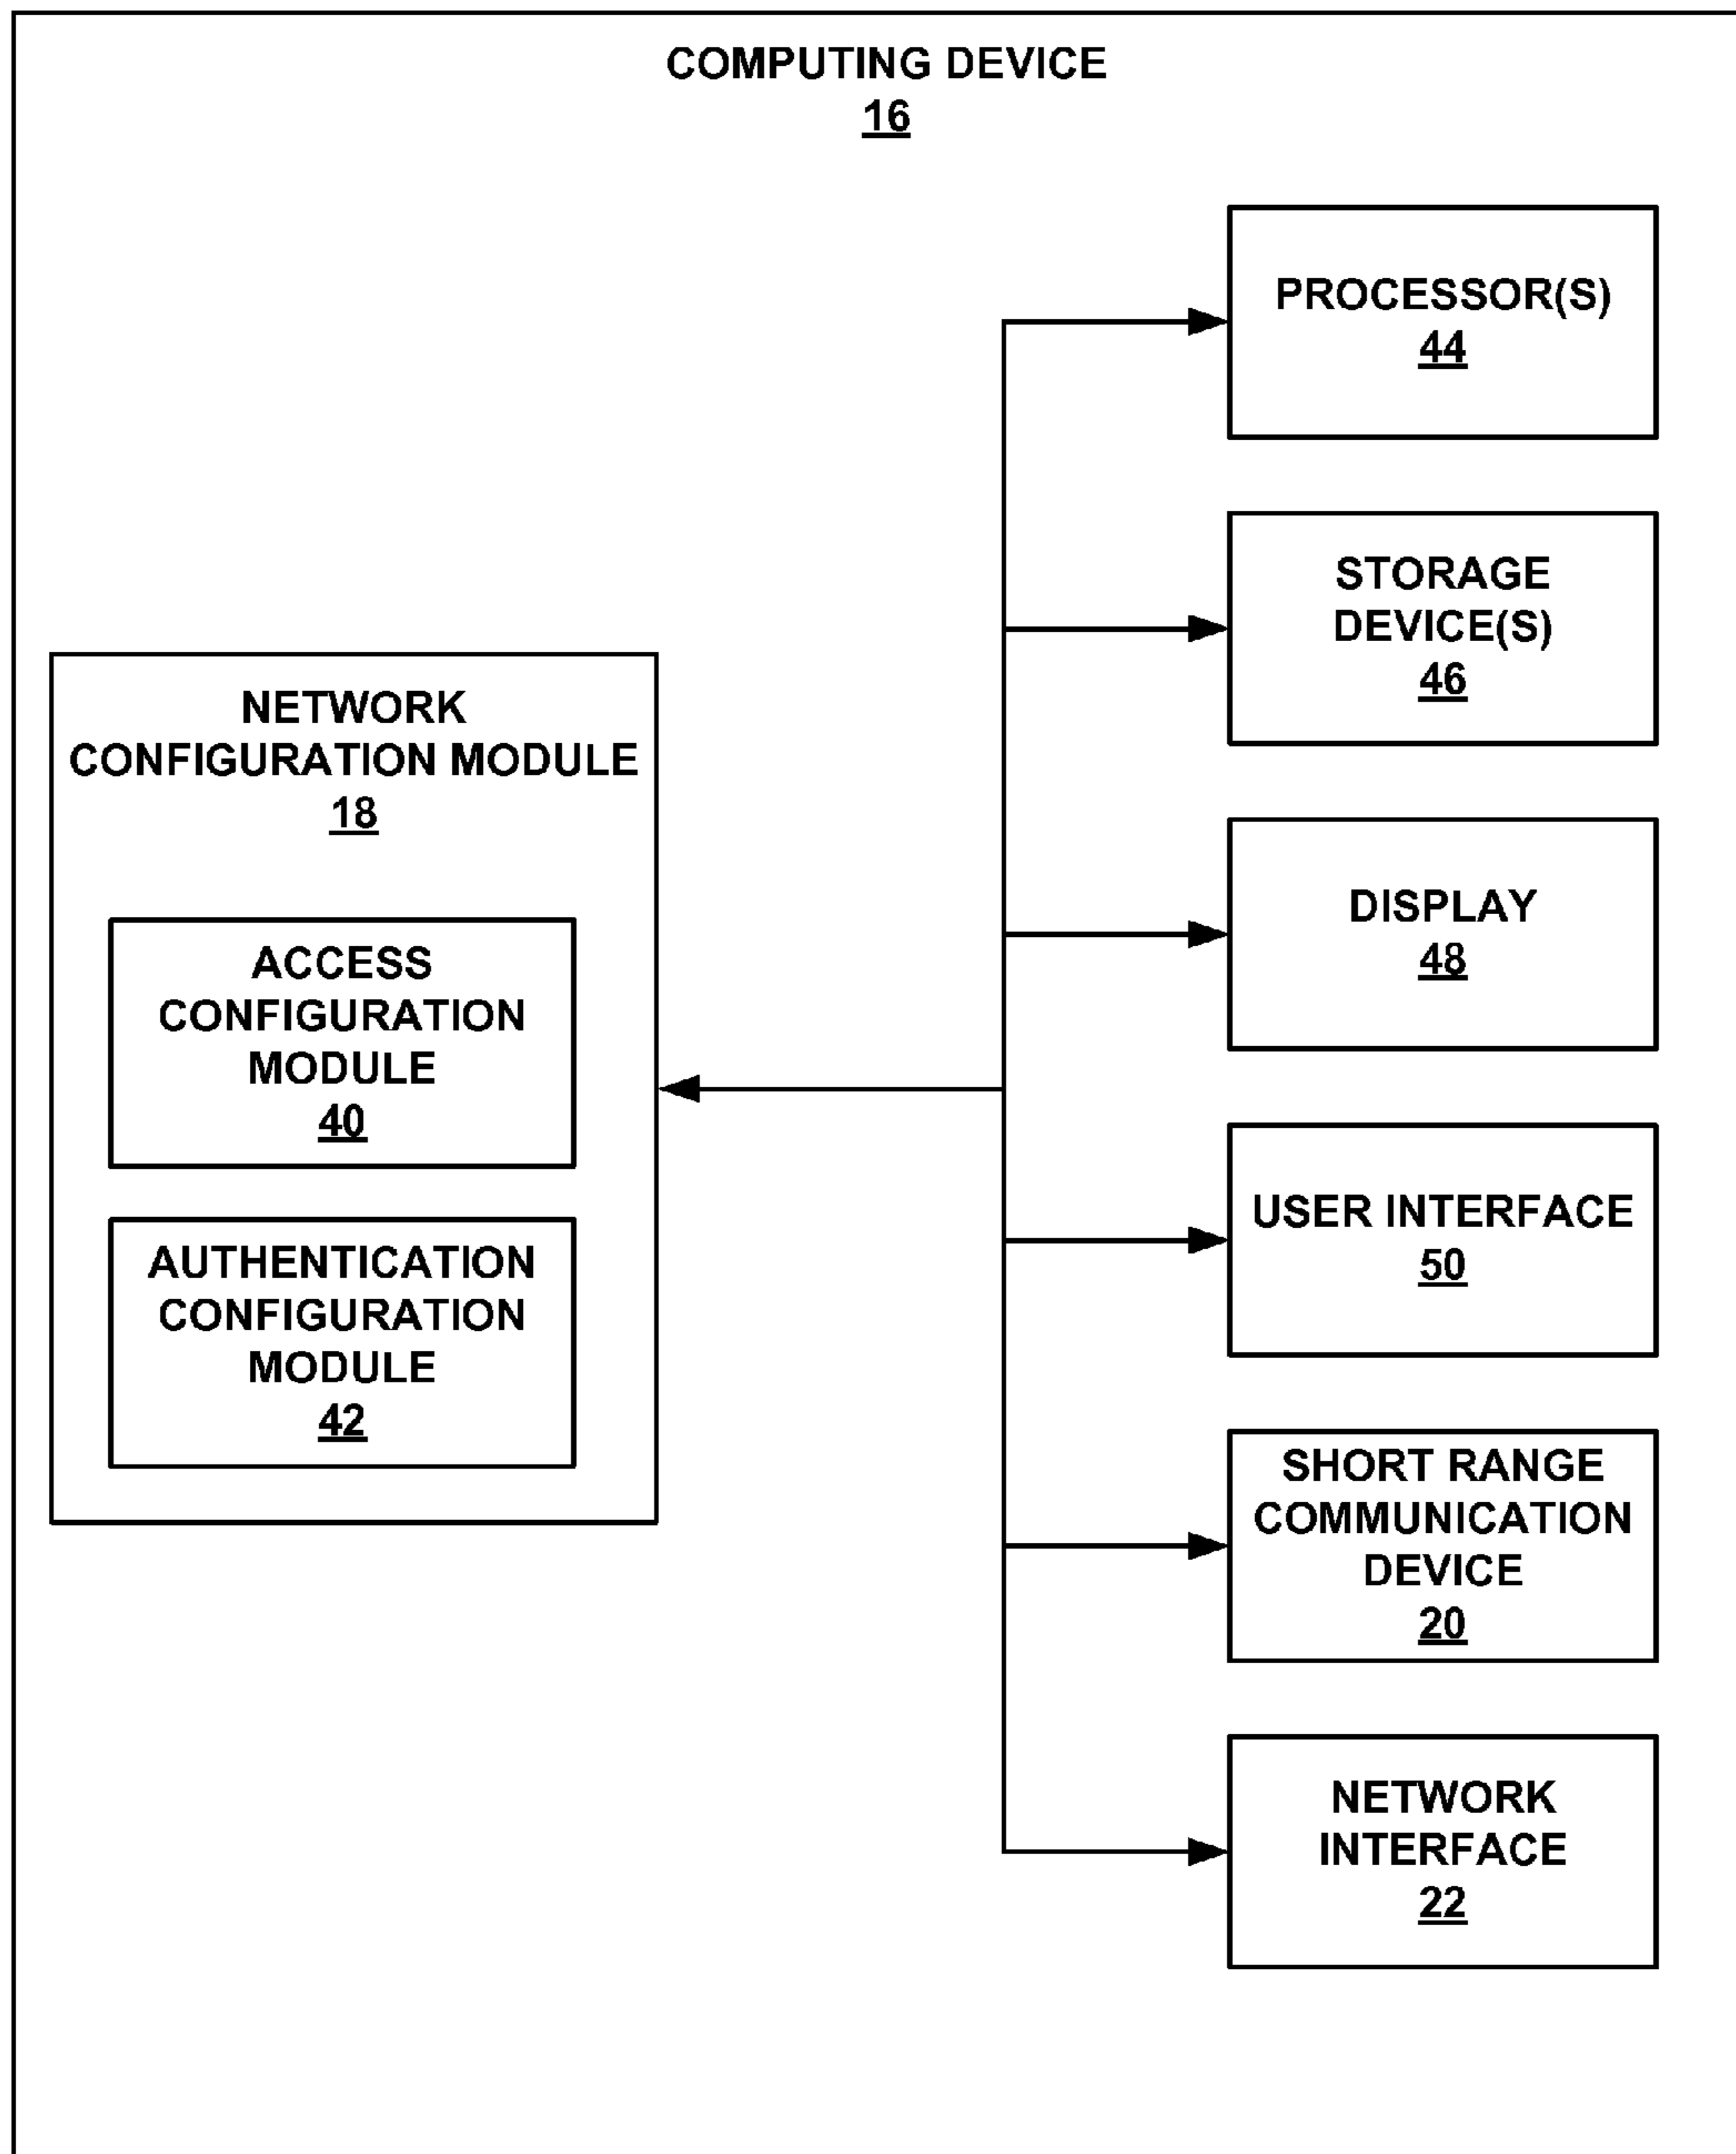 COMPUTING DEVICE
16
PROCESSOR(S)
44
STORAGE
DEVICE(S)
46
NETWORK
CONFIGURATION MODULE
18
DISPLAY
48
ACCESS
CONFIGURATION
MODULE
40
USER INTERFACE
50
AUTHENTICATION
CONFIGURATION
MODULE
42
SHORT RANGE
COMMUNICATION
DEVICE
20
NETWORK
INTERFACE
22